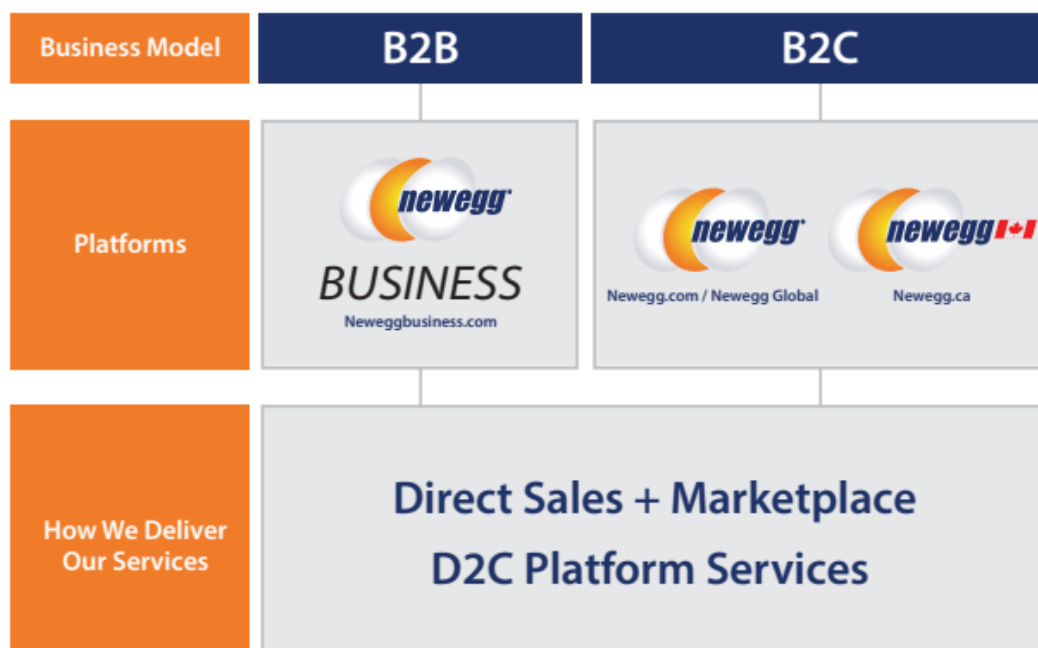 Business Model
B2B
B2C
Platforms
newegg
BUSINESS
Neweggbusiness.com
newegg
Newegg.com / Newegg Global
newegg
Newegg.ca
How We Deliver
Our Services
Direct Sales + Marketplace
D2C Platform Services